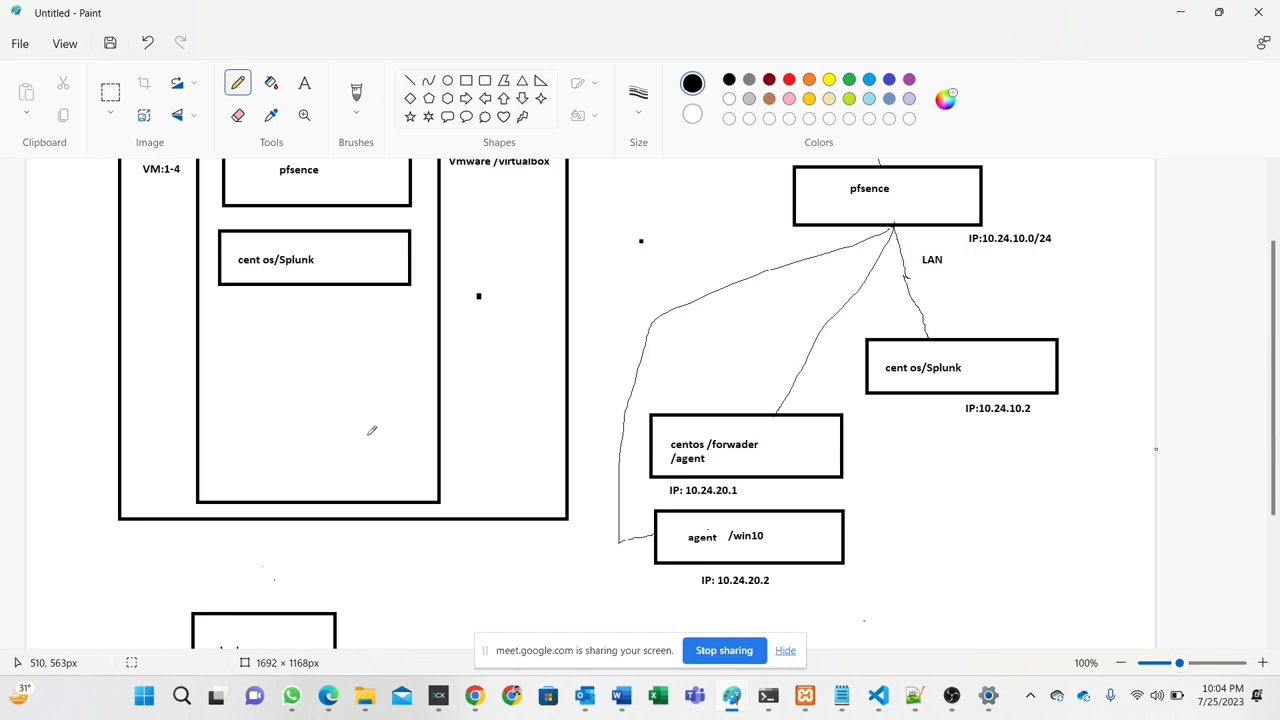 Untitled - Paint
File
View
Clipboard
Image
Tools
Brushes
Shapes
Size
Colors
VM:1-4
pfsence
Vmware /virtualbox
cent os/Splunk
pfsence
IP:10.24.10.0/24
LAN
cent os/Splunk
IP:10.24.10.2
centos /forwader
/agent
IP: 10.24.20.1
agent /win10
IP: 10.24.20.2
meet.google.com is sharing your screen.
Stop sharing
Hide
510, 563px
1692 × 1168px
100%
31°
10:04 PM
7/25/2023